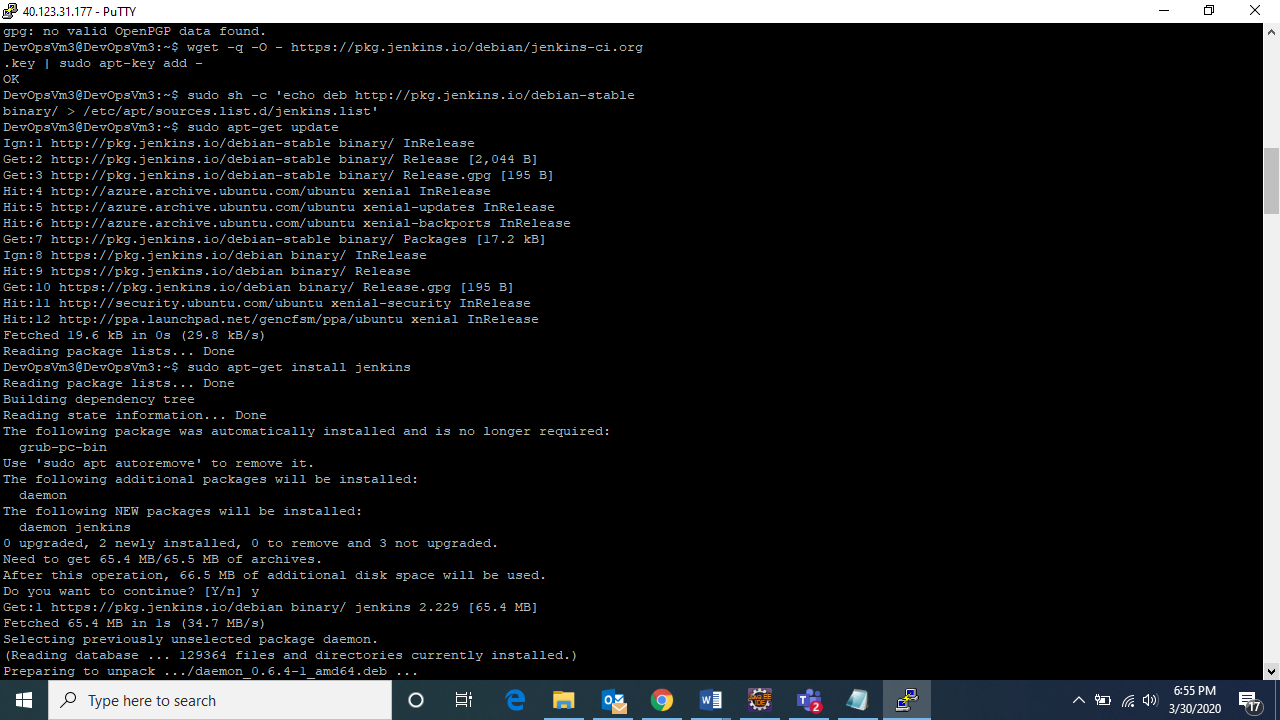 40.123.31.177 - PuTTY
gpg: no valid OpenPGP data found.
DevOpsVm3@DevOpsVm3:~$ wget -q -O - https://pkg.jenkins.io/debian/jenkins-ci.org
.key | sudo apt-key add -
OK
DevOpsVm3@DevOpsVm3:~$ sudo sh -c 'echo deb http://pkg.jenkins.io/debian-stable
binary/ > /etc/apt/sources.list.d/jenkins.list'
DevOpsVm3@DevOpsVm3:~$ sudo apt-get update
Ign:1 http://pkg.jenkins.io/debian-stable binary/ InRelease
Get:2 http://pkg.jenkins.io/debian-stable binary/ Release [2,044 B]
Get:3 http://pkg.jenkins.io/debian-stable binary/ Release.gpg [195 B]
Hit:4 http://azure.archive.ubuntu.com/ubuntu xenial InRelease
Hit:5 http://azure.archive.ubuntu.com/ubuntu xenial-updates InRelease
Hit:6 http://azure.archive.ubuntu.com/ubuntu xenial-backports InRelease
Get:7 http://pkg.jenkins.io/debian-stable binary/ Packages [17.2 kB]
Ign:8 https://pkg.jenkins.io/debian binary/ InRelease
Hit:9 https://pkg.jenkins.io/debian binary/ Release
Get:10 https://pkg.jenkins.io/debian binary/ Release.gpg [195 B]
Hit:11 http://security.ubuntu.com/ubuntu xenial-security InRelease
Hit:12 http://ppa.launchpad.net/gencfsm/ppa/ubuntu xenial InRelease
Fetched 19.6 kB in 0s (29.8 kB/s)
Reading package lists... Done
DevOpsVm3@DevOpsVm3:~$ sudo apt-get install jenkins
Reading package lists... Done
Building dependency tree
Reading state information... Done
The following package was automatically installed and is no longer required:
  grub-pc-bin
Use 'sudo apt autoremove' to remove it.
The following additional packages will be installed:
  daemon
The following NEW packages will be installed:
  daemon jenkins
0 upgraded, 2 newly installed, 0 to remove and 3 not upgraded.
Need to get 65.4 MB/65.5 MB of archives.
After this operation, 66.5 MB of additional disk space will be used.
Do you want to continue? [Y/n] y
Get:1 https://pkg.jenkins.io/debian binary/ jenkins 2.229 [65.4 MB]
Fetched 65.4 MB in 1s (34.7 MB/s)
Selecting previously unselected package daemon.
(Reading database ... 129364 files and directories currently installed.)
Preparing to unpack .../daemon_0.6.4-1_amd64.deb ...
Type here to search
2
6:55 PM
3/30/2020
17